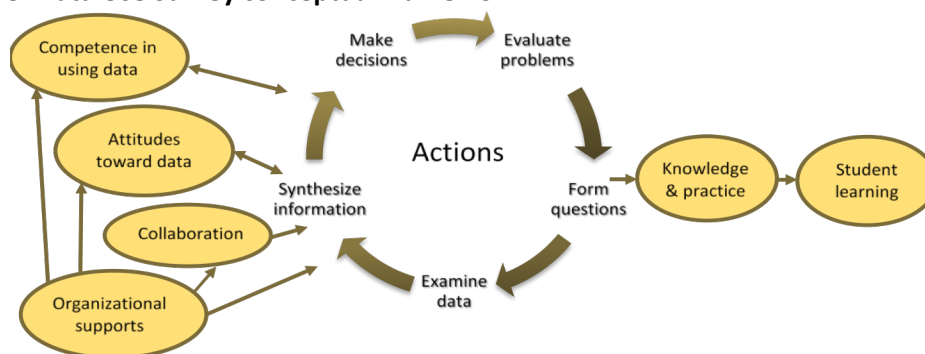 Competence in
using data
Make
decisions
Evaluate
problems
Attitudes
toward data
Actions
Synthesize
information
Form
questions
Knowledge
& practice
Student
learning
Collaboration
Examine
data
Organizational
supports